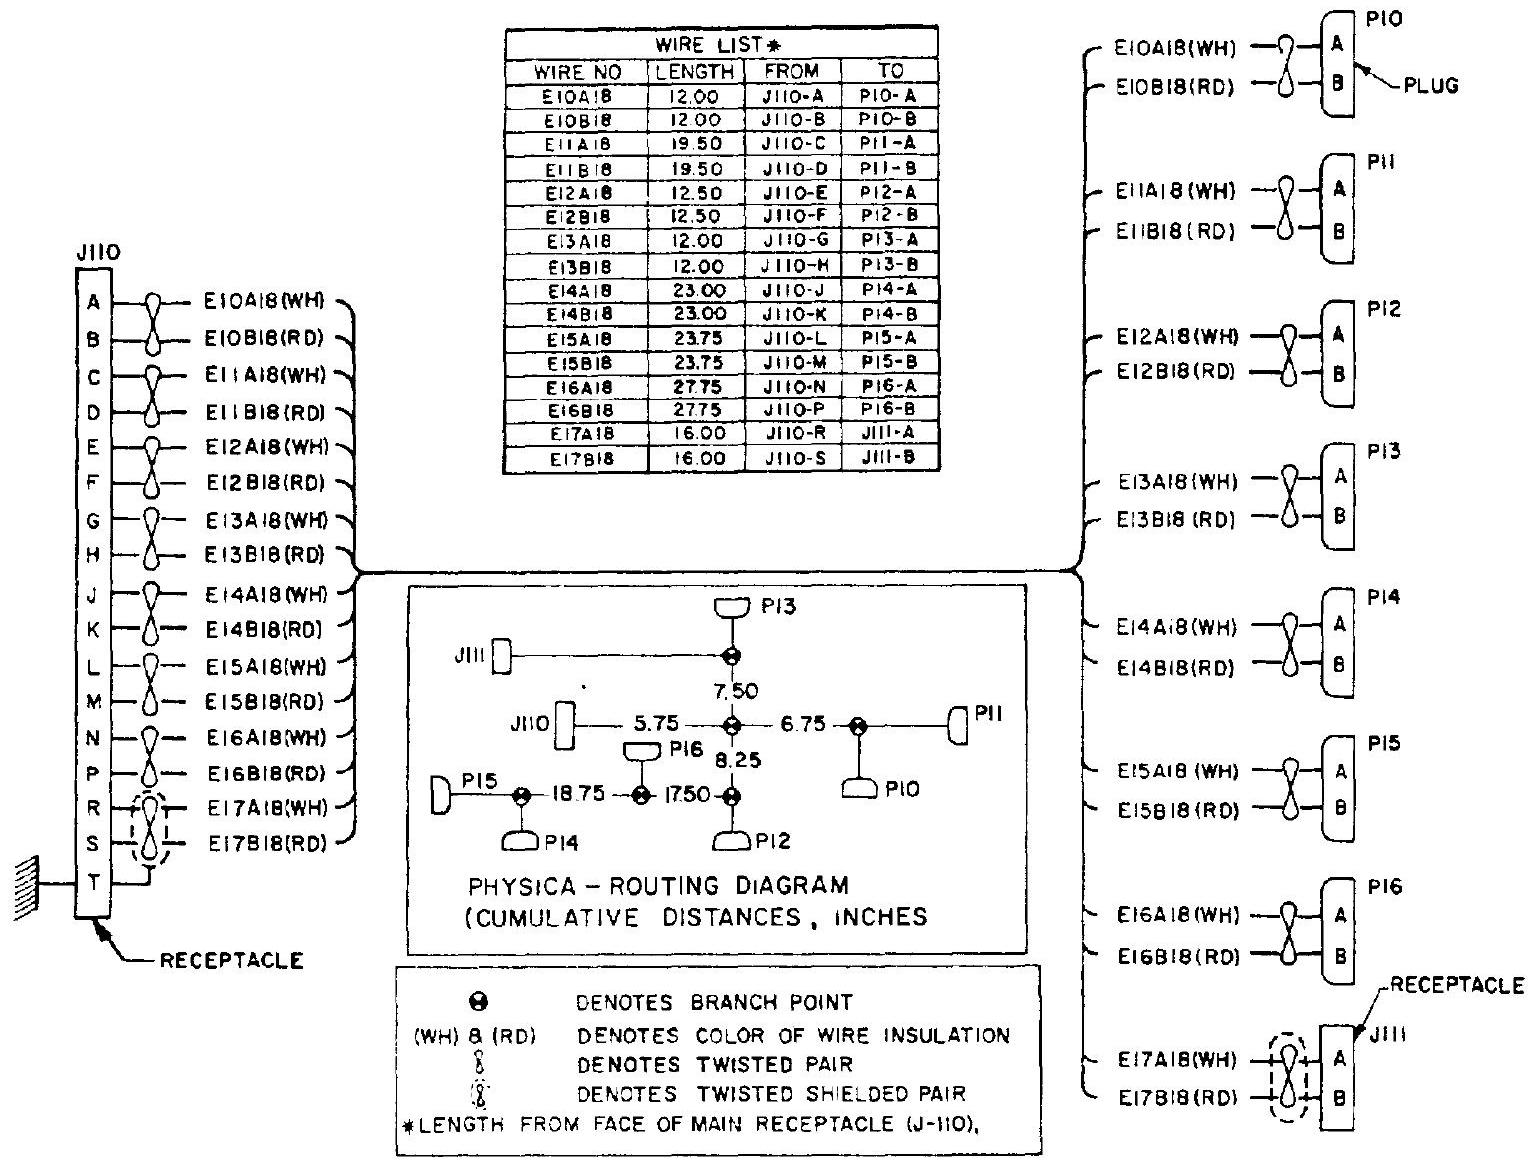 WIRE LIST*
WIRE NO LENGTH FROM TO
E10A18 12.00 J110-A P10-A
E10B18 12.00 J110-B P10-B
E11A18 19.50 J110-C P11-A
E11B18 19.50 J110-D P11-B
E12A18 12.50 J110-E P12-A
E12B18 12.50 J110-F P12-B
E13A18 12.00 J110-G P13-A
E13B18 12.00 J110-H P13-B
E14A18 23.00 J110-J P14-A
E14B18 23.00 J110-K P14-B
E15A18 23.75 J110-L P15-A
E15B18 23.75 J110-M P15-B
E16A18 27.75 J110-N P16-A
E16B18 27.75 J110-P P16-B
E17A18 16.00 J110-R J111-A
E17B18 16.00 J110-S J111-B
J110
A E10A18(WH)
B E10B18(RD)
C E11A18(WH)
D E11B18(RD)
E E12A18(WH)
F E12B18(RD)
G E13A18(WH)
H E13B18(RD)
J E14A18(WH)
K E14B18(RD)
L E15A18(WH)
M E15B18(RD)
N E16A18(WH)
P E16B18(RD)
R E17A18(WH)
S E17B18(RD)
T
RECEPTACLE
P10
E10A18(WH) A
E10B18(RD) B
PLUG
P11
E11A18(WH) A
E11B18(RD) B
P12
E12A18(WH) A
E12B18(RD) B
P13
E13A18(WH) A
E13B18(RD) B
P14
E14A18(WH) A
E14B18(RD) B
P15
E15A18(WH) A
E15B18(RD) B
P16
E16A18(WH) A
E16B18(RD) B
RECEPTACLE
J111
E17A18(WH) A
E17B18(RD) B
P13
J111
7.50
J110 5.75 6.75 P11
P16 8.25
P15 18.75 17.50 P10
P14 P12
PHYSICA-ROUTING DIAGRAM
(CUMULATIVE DISTANCES, INCHES
DENOTES BRANCH POINT
(WH) & (RD) DENOTES COLOR OF WIRE INSULATION
DENOTES TWISTED PAIR
DENOTES TWISTED SHIELDED PAIR
*LENGTH FROM FACE OF MAIN RECEPTACLE (J-110),